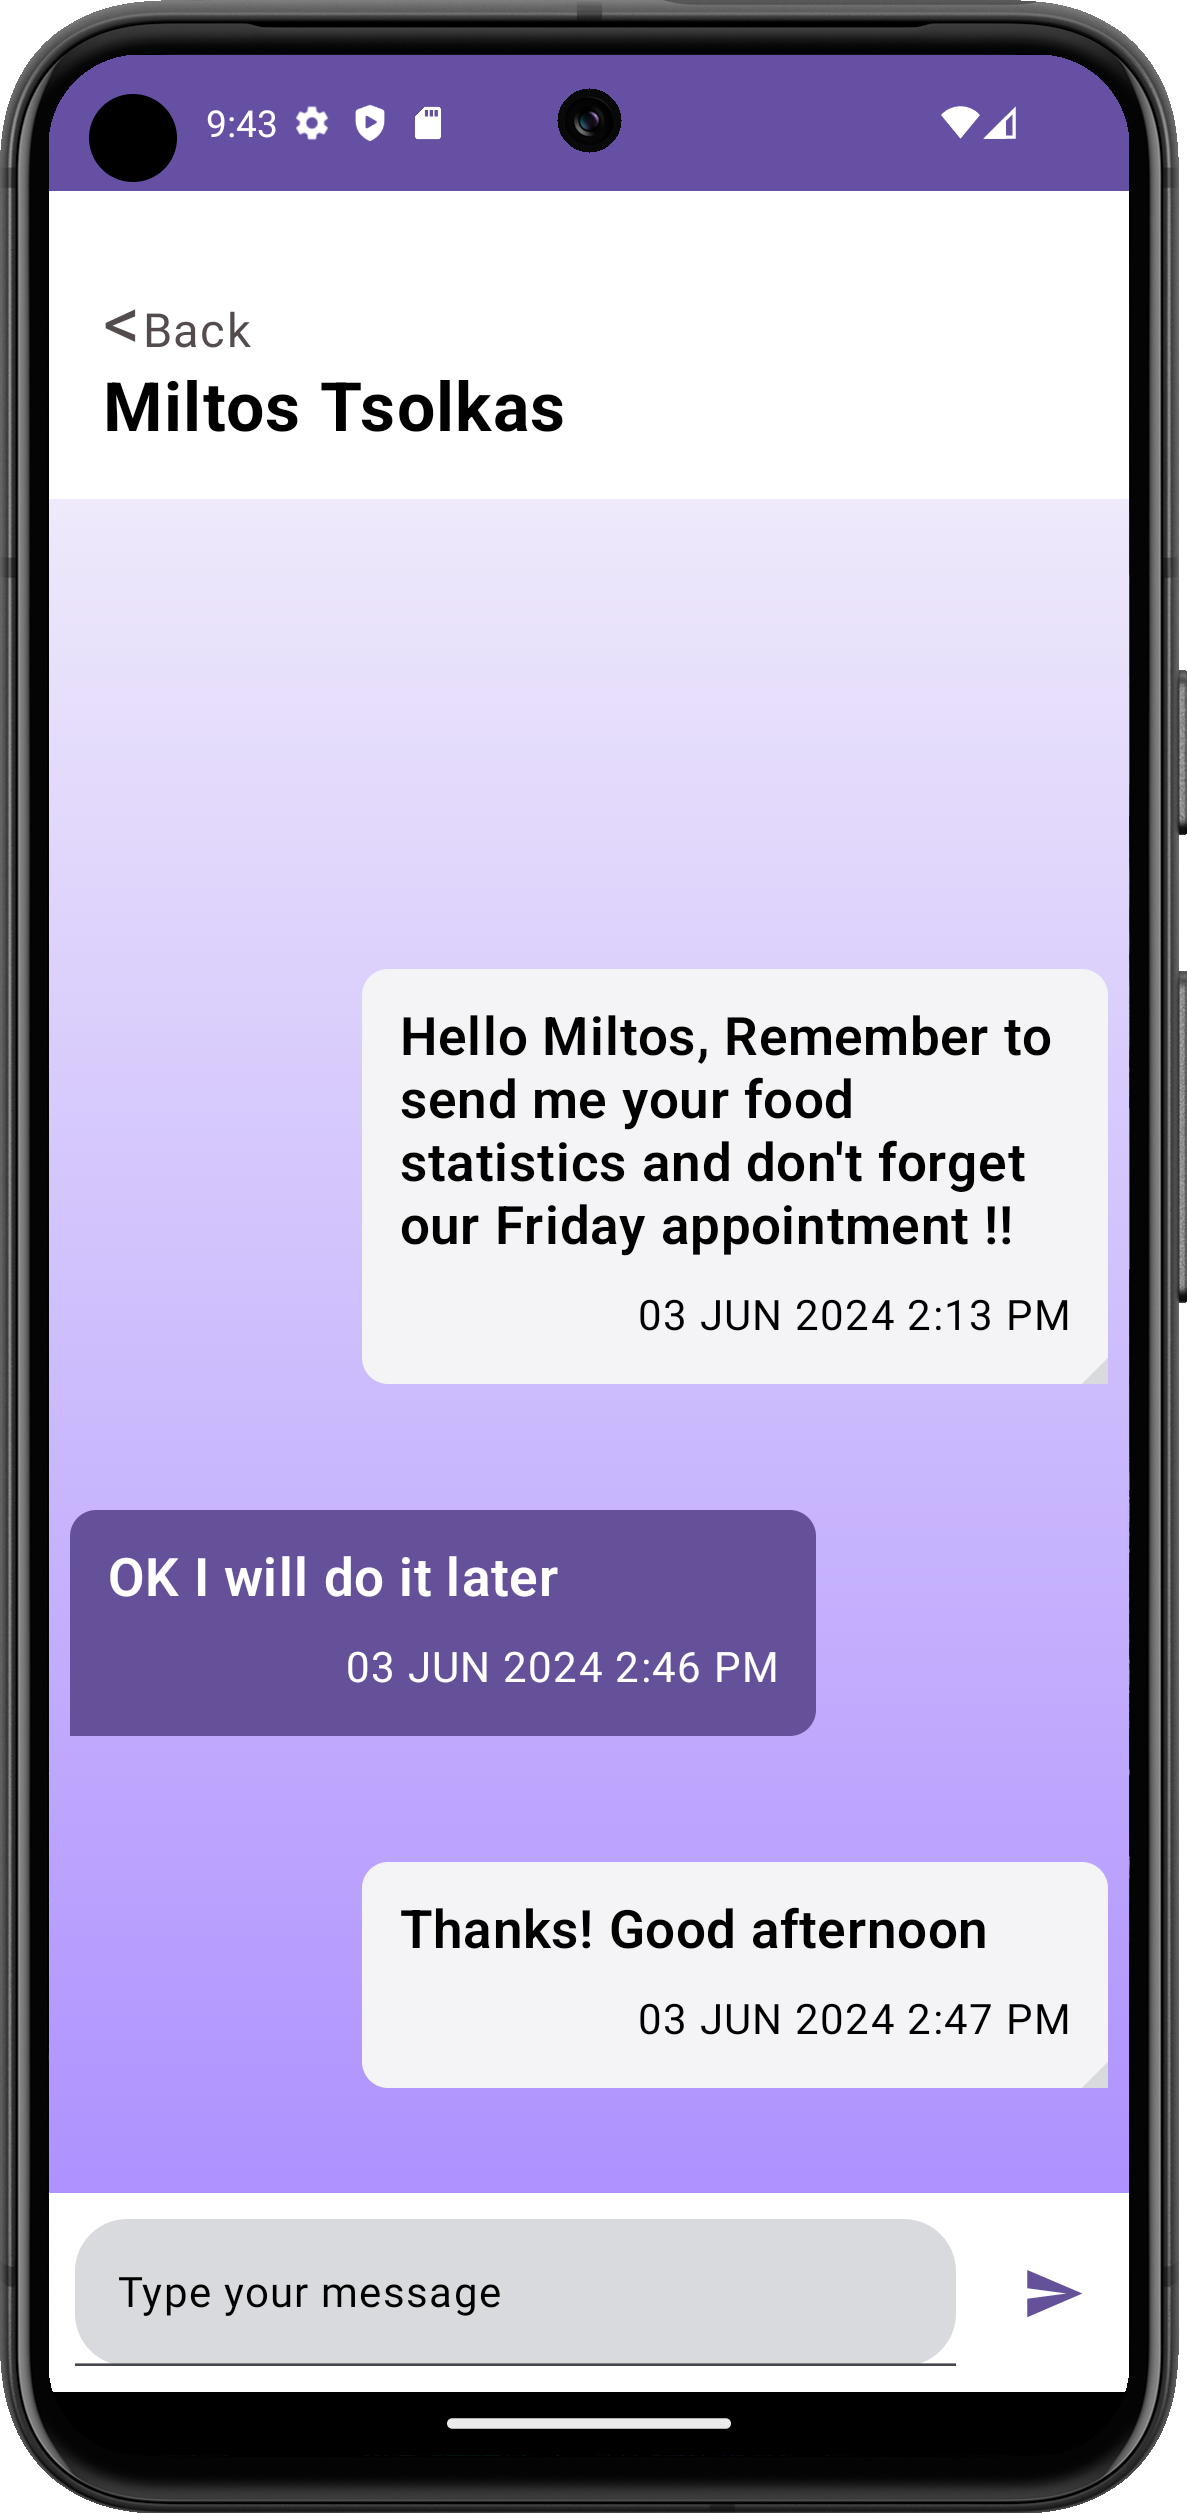 9:43
<Back
Miltos Tsolkas
Hello Miltos, Remember to
send me your food
statistics and don't forget
our Friday appointment !!
03 JUN 2024 2:13 PM
OK I will do it later
03 JUN 2024 2:46 PM
Thanks! Good afternoon
03 JUN 2024 2:47 PM
Type your message